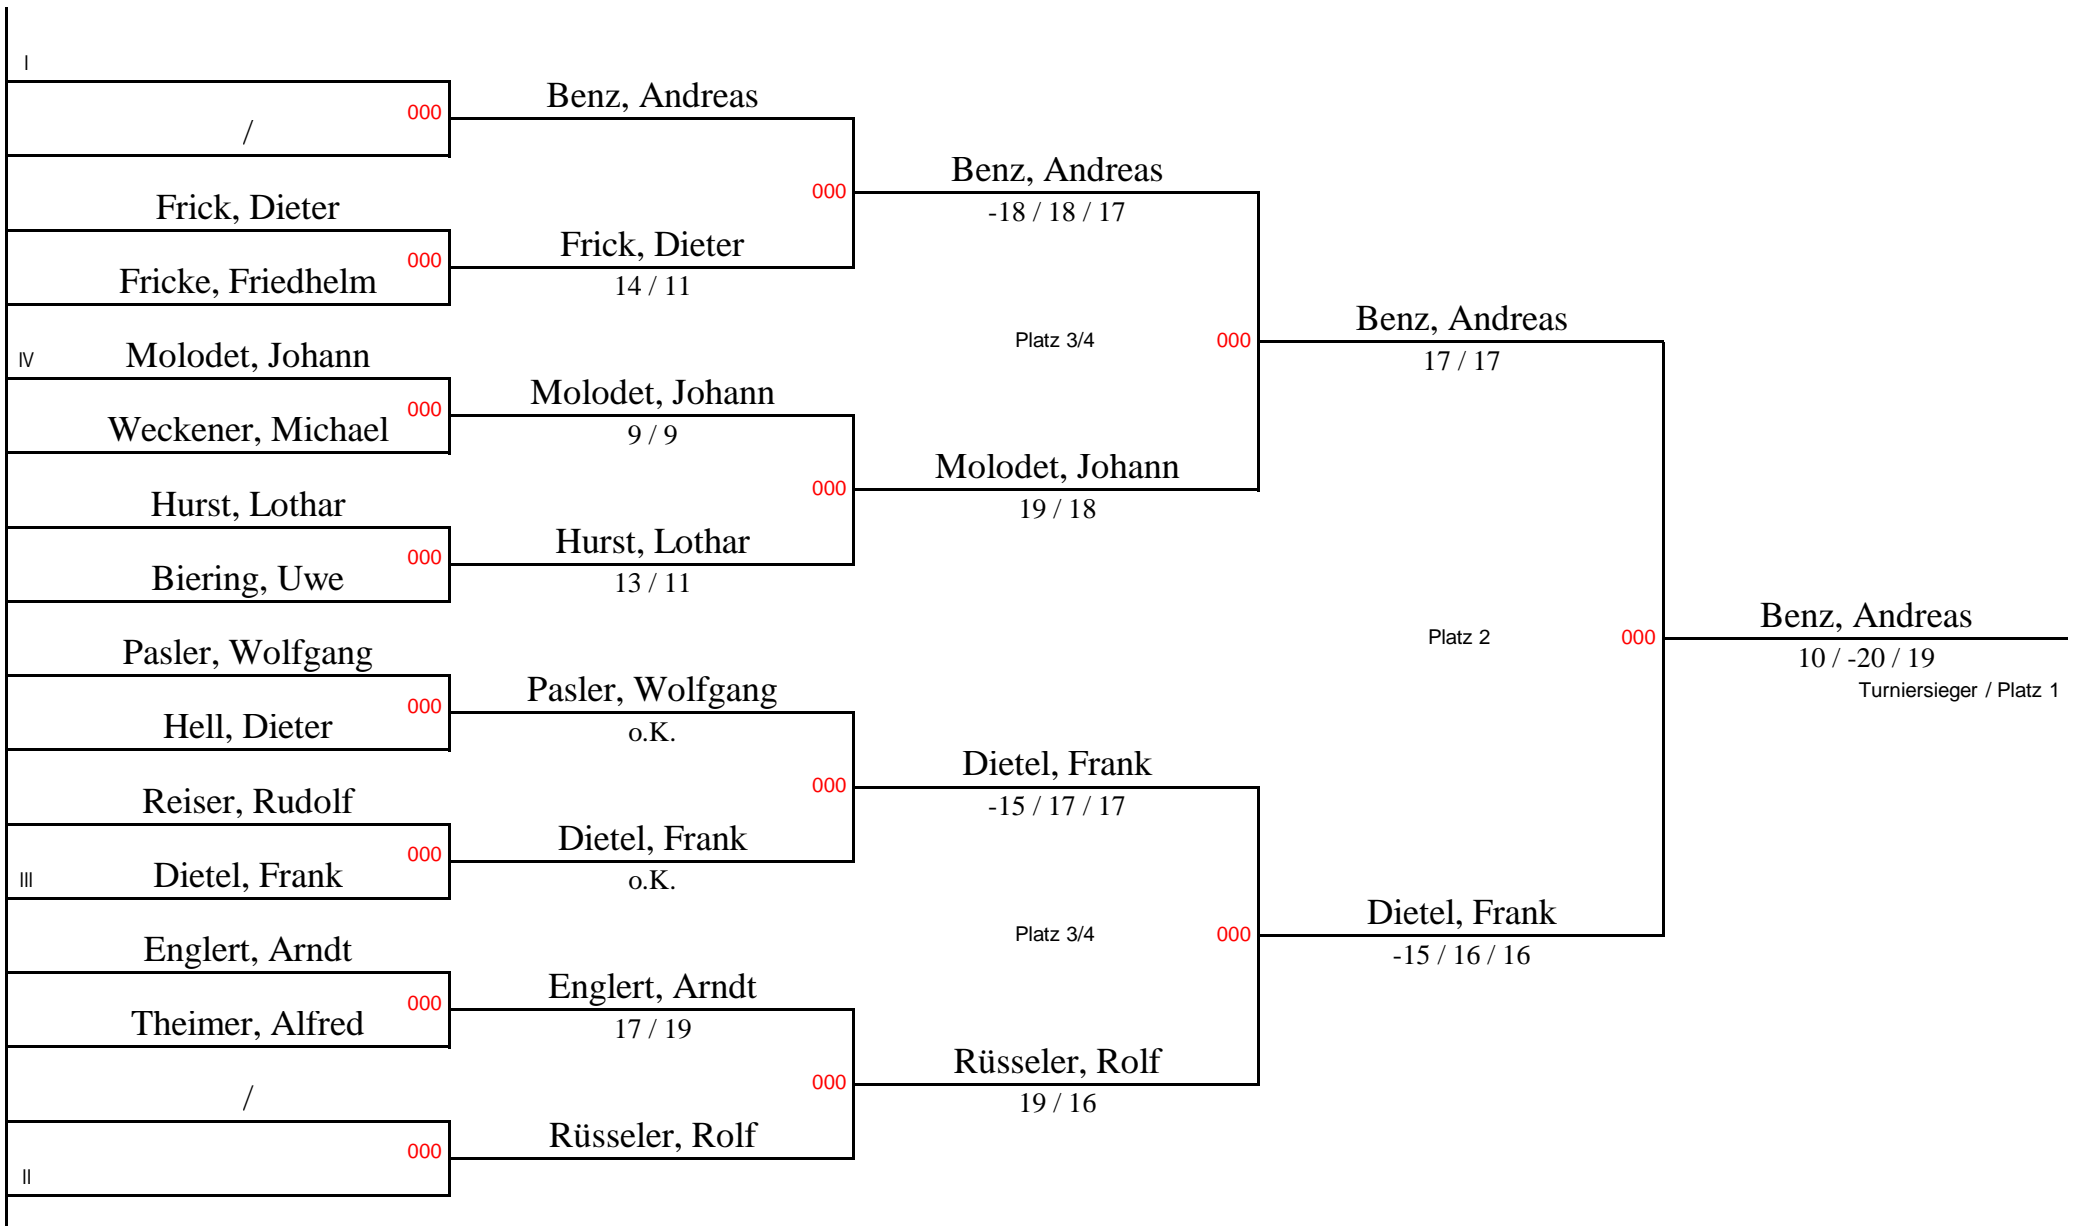 I
/
000
Benz, Andreas
Frick, Dieter
Fricke, Friedhelm
000
Frick, Dieter
14 / 11
000
Benz, Andreas
-18 / 18 / 17
IV
Molodet, Johann
Weckener, Michael
000
Molodet, Johann
9 / 9
Hurst, Lothar
Biering, Uwe
000
Hurst, Lothar
13 / 11
000
Molodet, Johann
19 / 18
Platz 3/4
000
Benz, Andreas
17 / 17
Pasler, Wolfgang
Hell, Dieter
000
Pasler, Wolfgang
o.K.
Reiser, Rudolf
III
Dietel, Frank
000
Dietel, Frank
o.K.
000
Dietel, Frank
-15 / 17 / 17
Englert, Arndt
Theimer, Alfred
000
Englert, Arndt
17 / 19
/
II
000
Rüsseler, Rolf
000
Rüsseler, Rolf
19 / 16
Platz 3/4
000
Dietel, Frank
-15 / 16 / 16
Platz 2
000
Benz, Andreas
10 / -20 / 19
Turniersieger / Platz 1